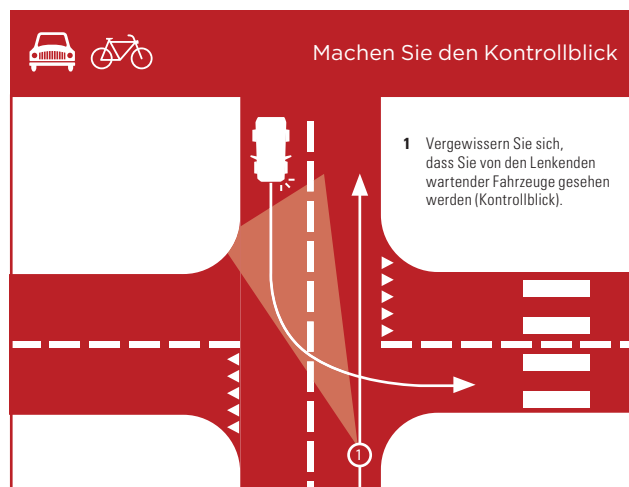 Machen Sie den Kontrollblick
1 Vergewissern Sie sich,
dass Sie von den Lenkenden
wartender Fahrzeuge gesehen
werden (Kontrollblick).
1